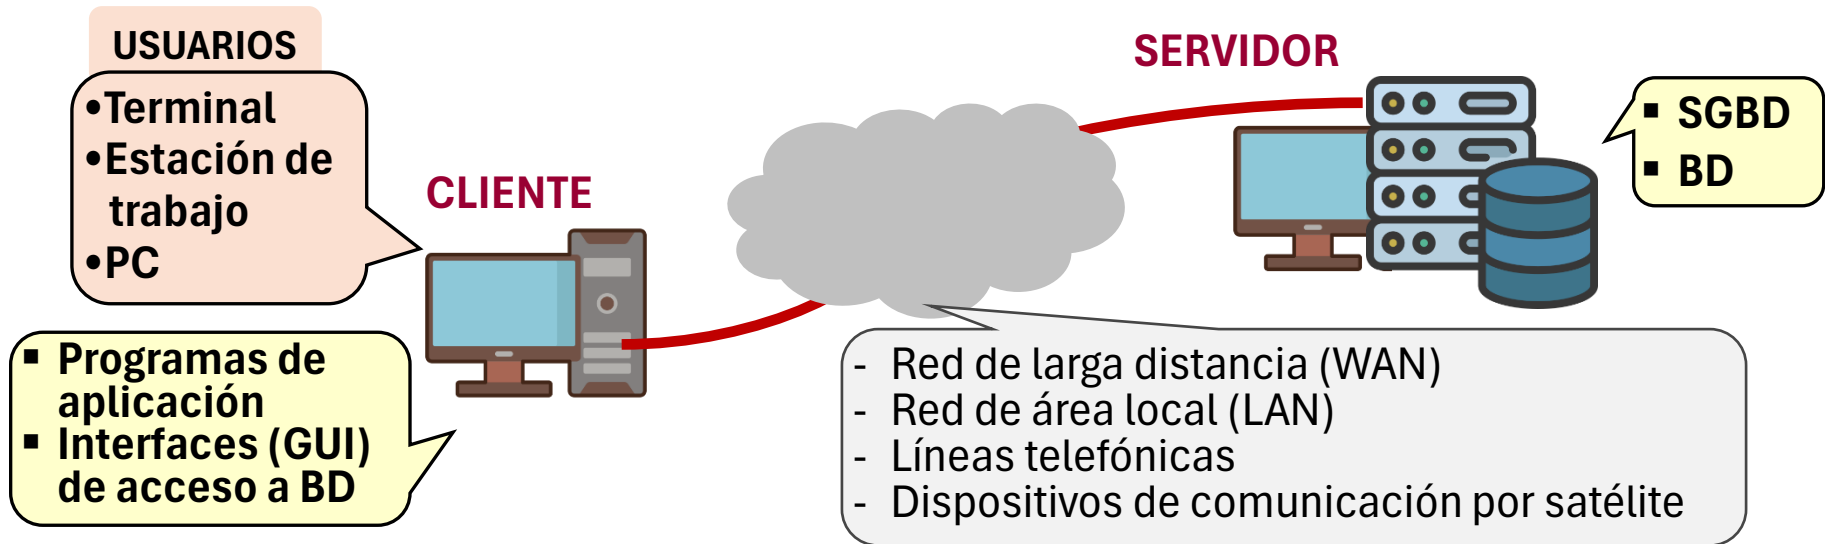 USUARIOS
•Terminal
•Estación de
trabajo
•PC
CLIENTE
▪ Programas de
aplicación
▪ Interfaces (GUI)
de acceso a BD
SERVIDOR
▪ SGBD
▪ BD
- Red de larga distancia (WAN)
- Red de área local (LAN)
- Líneas telefónicas
- Dispositivos de comunicación por satélite